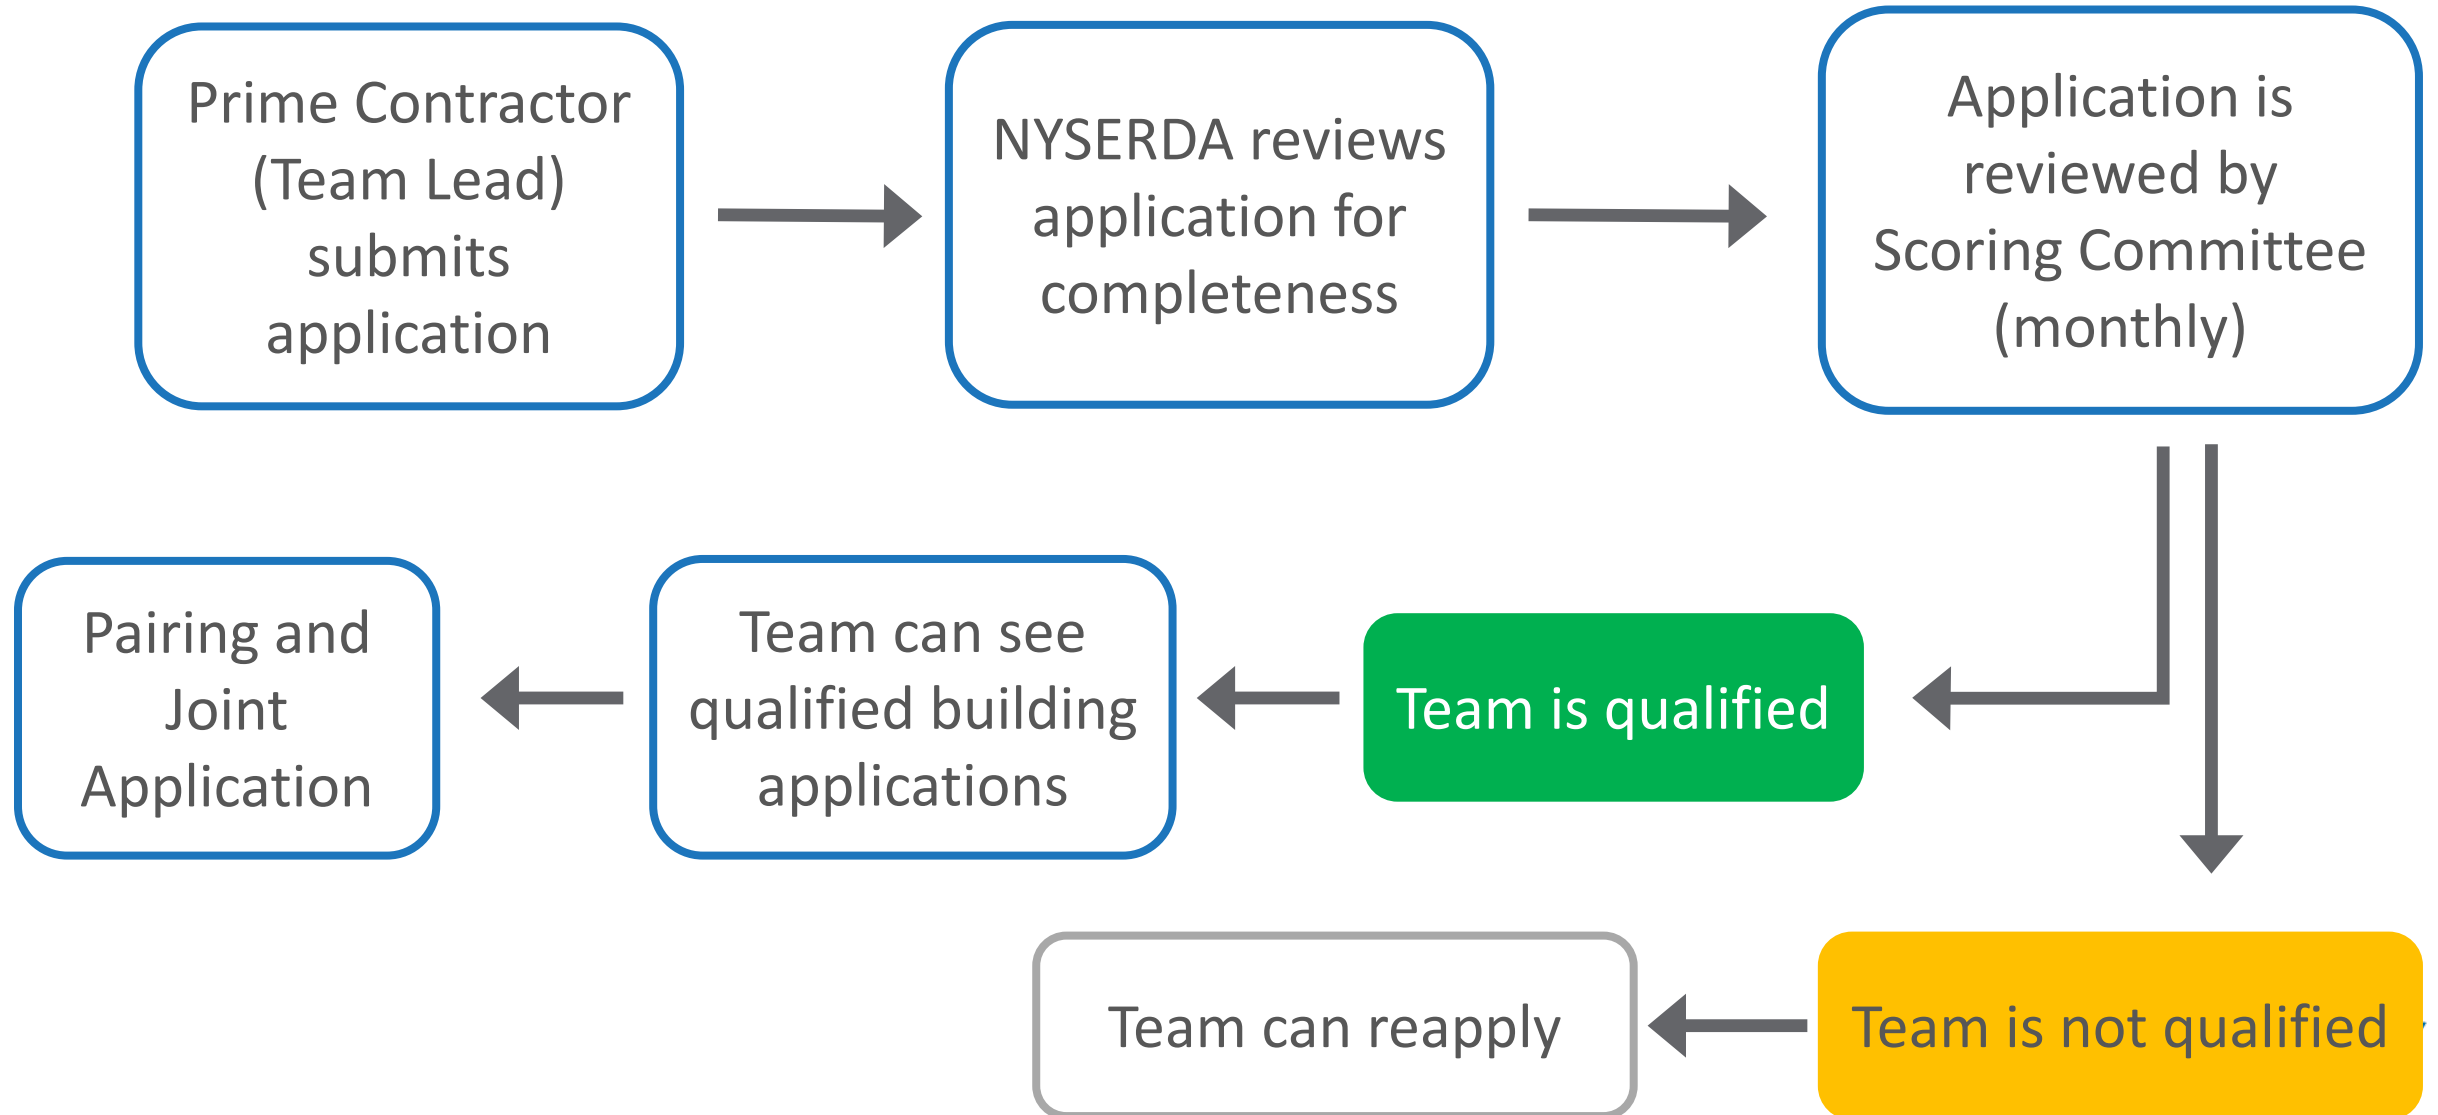 Prime Contractor
(Team Lead)
submits
application
NYSERDA reviews
application for
completeness
Application is
reviewed by
Scoring Committee
(monthly)
Pairing and
Joint
Application
Team can see
qualified building
applications
Team is qualified
Team can reapply
Team is not qualified